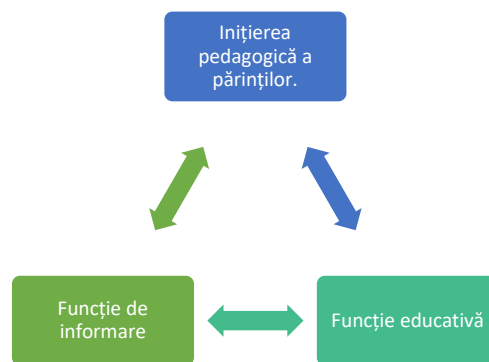 Inițierea
pedagogică a
părinților.
Funcție de
informare
Funcție educativă